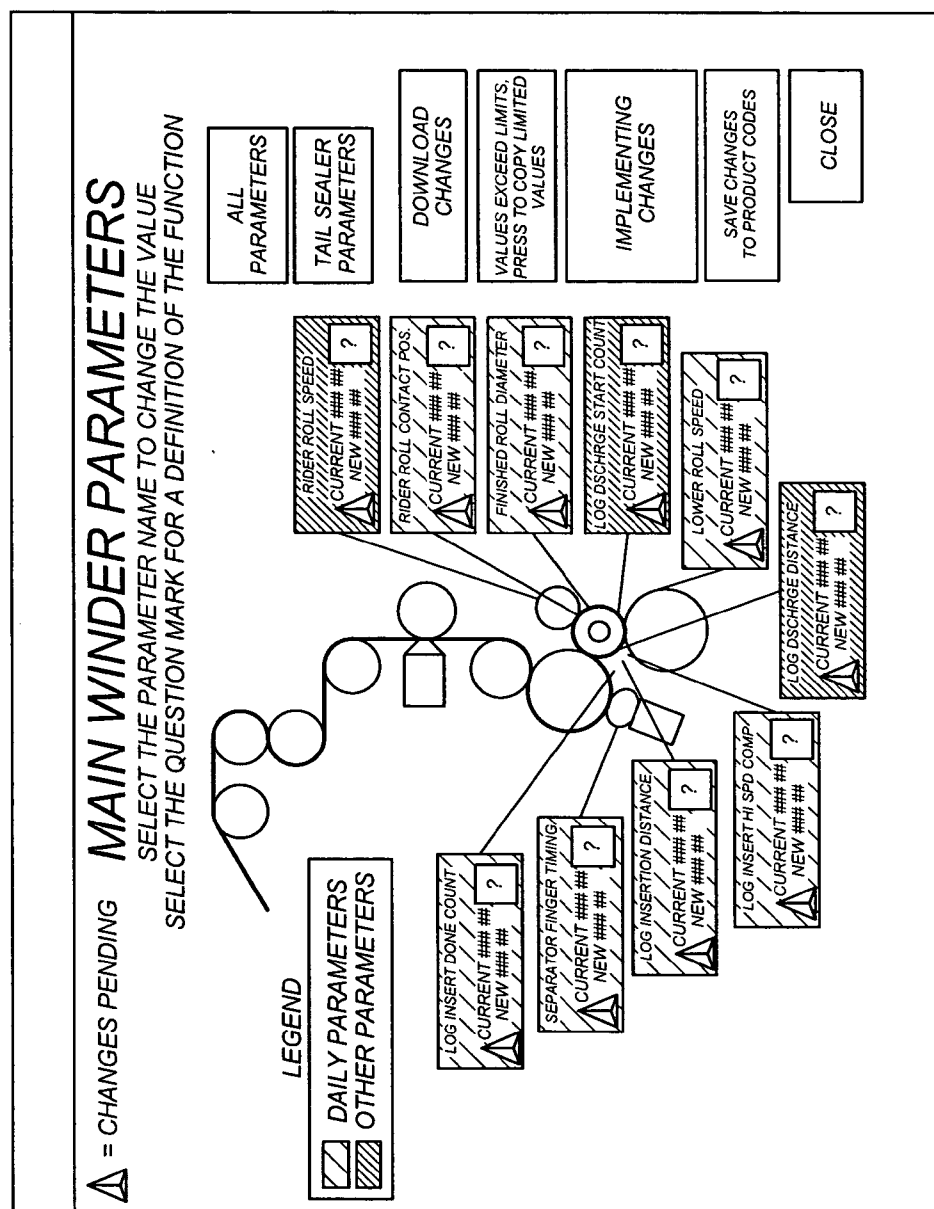 = CHANGES PENDING
MAIN WINDER PARAMETERS
SELECT THE PARAMETER NAME TO CHANGE THE VALUE
SELECT THE QUESTION MARK FOR A DEFINITION OF THE FUNCTION
LEGEND
DAILY PARAMETERS
OTHER PARAMETERS
LOG INSERT DONE COUNT
CURRENT ### ##
NEW ### ##
?
SEPARATOR FINGER TIMING
CURRENT ### ##
NEW ### ##
?
LOG INSERTION DISTANCE
CURRENT ### ##
NEW ### ##
?
LOG INSERT HI SPD COMP
CURRENT ### ##
NEW ### ##
?
LOG DSCHRGE DISTANCE
CURRENT ### ##
NEW ### ##
?
LOWER ROLL SPEED
CURRENT ### ##
NEW ### ##
?
RIDER ROLL SPEED
CURRENT ### ##
NEW ### ##
?
RIDER ROLL CONTACT POS.
CURRENT ### ##
NEW ### ##
?
FINISHED ROLL DIAMETER
CURRENT ### ##
NEW ### ##
?
LOG DSCHRGE START COUNT
CURRENT ### ##
NEW ### ##
?
ALL
PARAMETERS
TAIL SEALER
PARAMETERS
DOWNLOAD
CHANGES
VALUES EXCEED LIMITS,
PRESS TO COPY LIMITED
VALUES
IMPLEMENTING
CHANGES
SAVE CHANGES
TO PRODUCT CODES
CLOSE